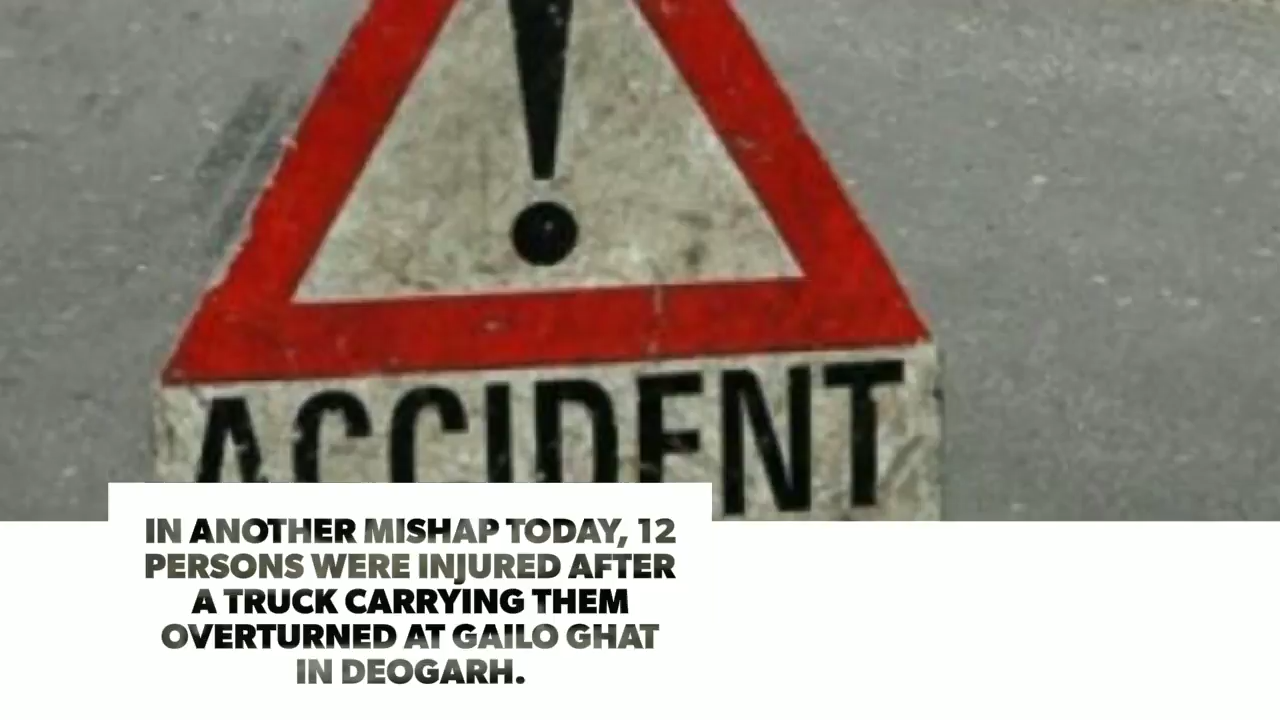 ACCIDENT
IN ANOTHER MISHAP TODAY, 12
PERSONS WERE INJURED AFTER
A TRUCK CARRYING THEM
OVERTURNED AT GAILO GHAT
IN DEOGARH.